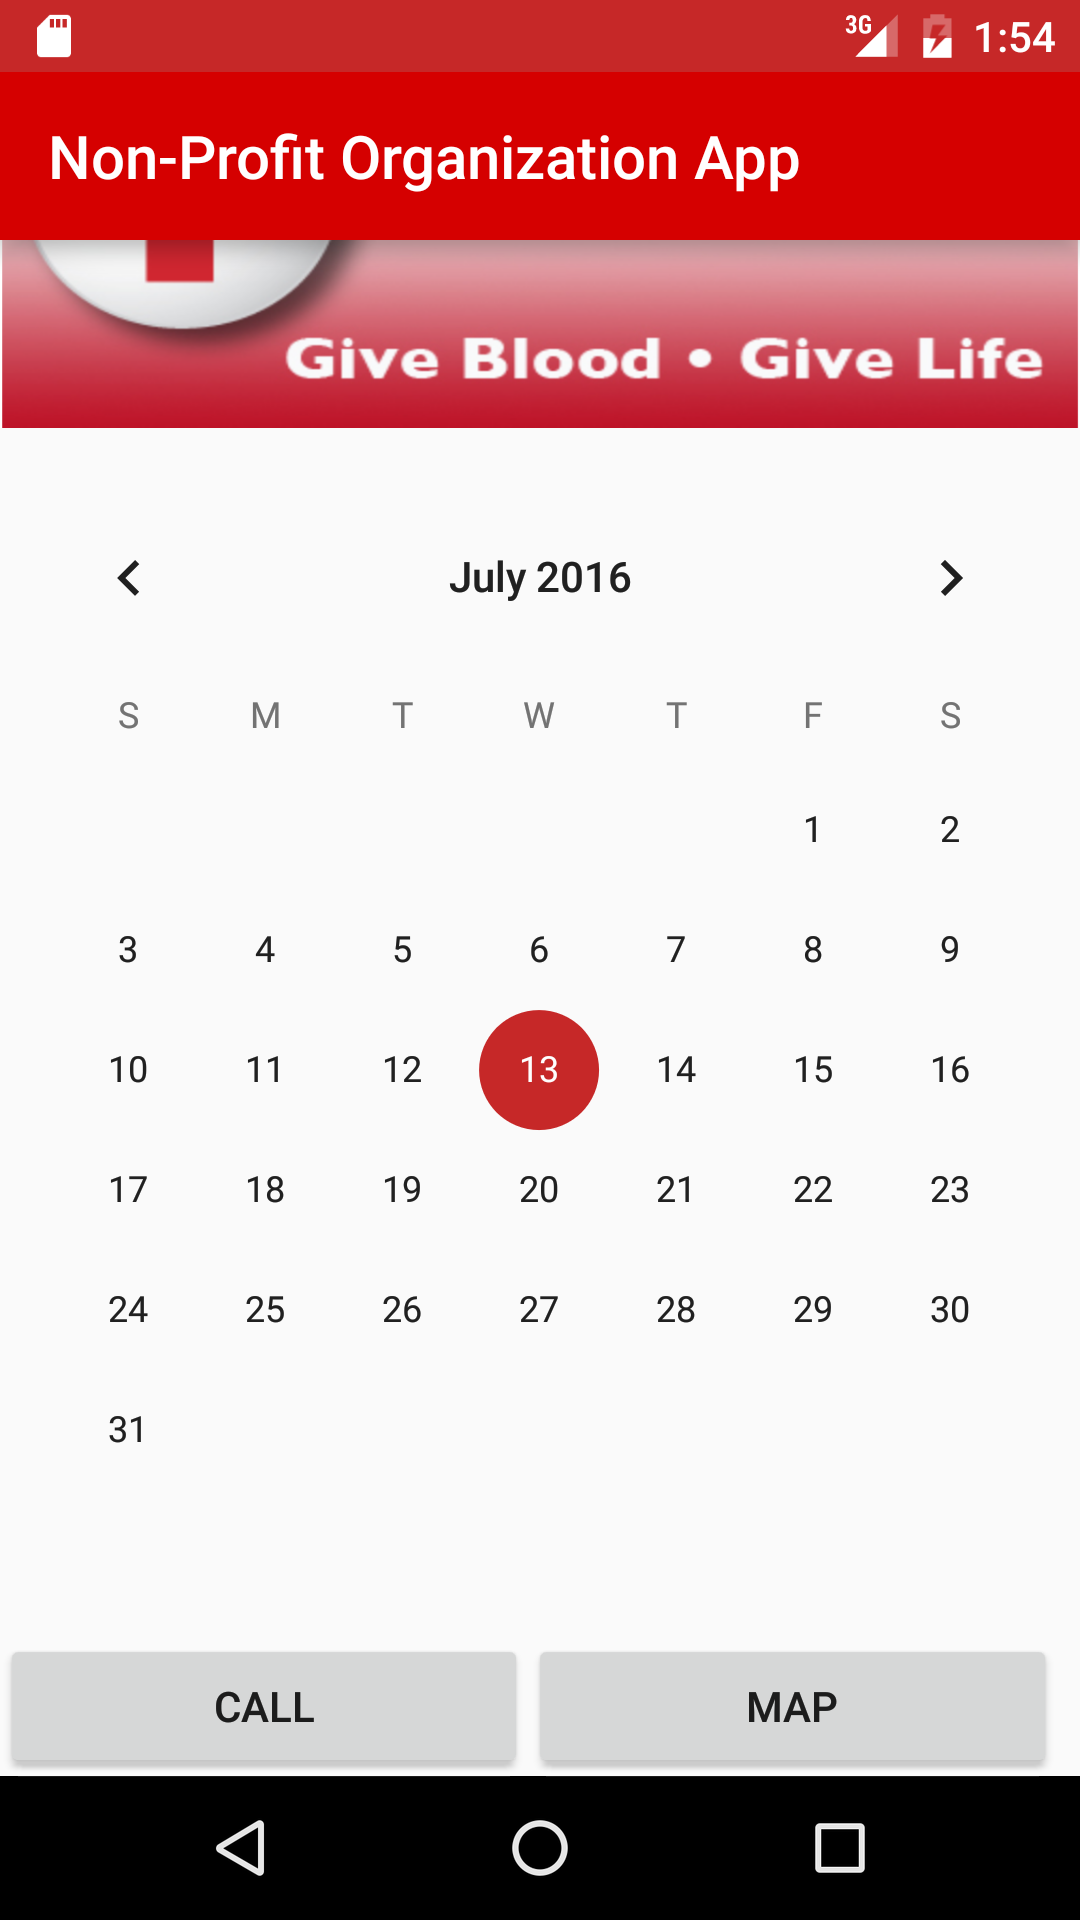 3G 1:54
Non-Profit Organization App
Give Blood • Give Life
July 2016
S M T W T F S
1 2
3 4 5 6 7 8 9
10 11 12 13 14 15 16
17 18 19 20 21 22 23
24 25 26 27 28 29 30
31
CALL MAP